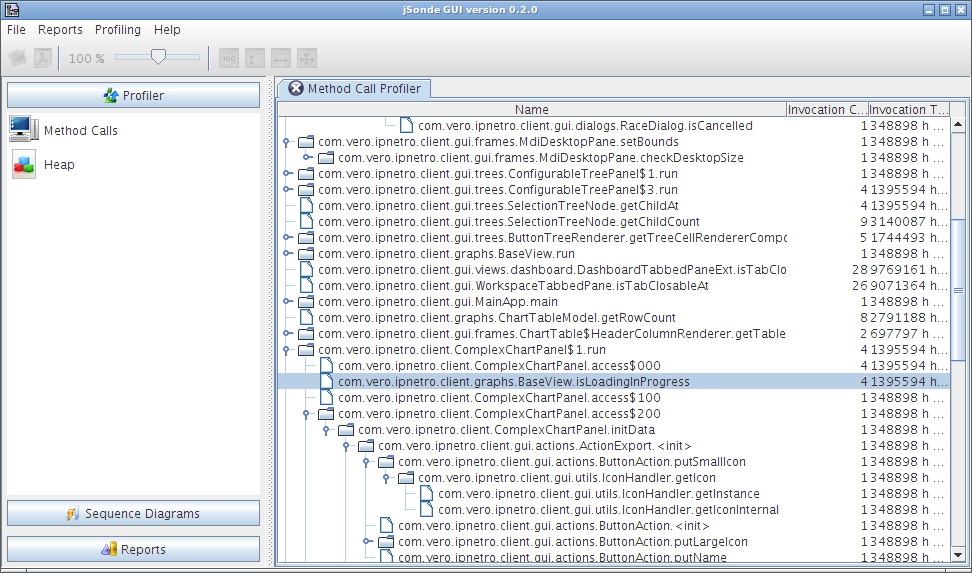 jSonde GUI version 0.2.0
File Reports Profiling Help
100 %
Profiler
Method Calls
Heap
Sequence Diagrams
Reports
Method Call Profiler
Name Invocation C... Invocation T...
com.vero.ipnetro.client.gui.dialogs.RaceDialog.isCancelled 1 348898 h ...
com.vero.ipnetro.client.gui.frames.MdiDesktopPane.setBounds 1 348898 h ...
com.vero.ipnetro.client.gui.frames.MdiDesktopPane.checkDesktopSize 1 348898 h ...
com.vero.ipnetro.client.gui.trees.ConfigurableTreePanel$1.run 1 348898 h ...
com.vero.ipnetro.client.gui.trees.ConfigurableTreePanel$3.run 4 1395594 h...
com.vero.ipnetro.client.gui.trees.SelectionTreeNode.getChildAt 4 1395594 h...
com.vero.ipnetro.client.gui.trees.SelectionTreeNode.getChildCount 9 3140087 h...
com.vero.ipnetro.client.gui.trees.ButtonTreeRenderer.getTreeCellRendererCompo 5 1744493 h...
com.vero.ipnetro.client.graphs.BaseView.run 1 348898 h ...
com.vero.ipnetro.client.gui.views.dashboard.DashboardTabbedPaneExt.isTabClo 28 9769161 h...
com.vero.ipnetro.client.gui.WorkspaceTabbedPane.isTabClosableAt 26 9071364 h...
com.vero.ipnetro.client.gui.MainApp.main 1 348898 h ...
com.vero.ipnetro.client.graphs.ChartTableModel.getRowCount 8 2791188 h...
com.vero.ipnetro.client.gui.frames.ChartTable$HeaderColumnRenderer.getTable 2 697797 h ...
com.vero.ipnetro.client.ComplexChartPanel$1.run 4 1395594 h...
com.vero.ipnetro.client.ComplexChartPanel.access$000 4 1395594 h...
com.vero.ipnetro.client.graphs.BaseView.isLoadingInProgress 4 1395594 h...
com.vero.ipnetro.client.ComplexChartPanel.access$100 1 348898 h ...
com.vero.ipnetro.client.ComplexChartPanel.access$200 1 348898 h ...
com.vero.ipnetro.client.ComplexChartPanel.initData 1 348898 h ...
com.vero.ipnetro.client.gui.actions.ActionExport.<init> 1 348898 h ...
com.vero.ipnetro.client.gui.actions.ButtonAction.putSmallIcon 1 348898 h ...
com.vero.ipnetro.client.gui.utils.IconHandler.getIcon 1 348898 h ...
com.vero.ipnetro.client.gui.utils.IconHandler.getInstance 1 348898 h ...
com.vero.ipnetro.client.gui.utils.IconHandler.getIconInternal 1 348898 h ...
com.vero.ipnetro.client.gui.actions.ButtonAction.<init> 1 348898 h ...
com.vero.ipnetro.client.gui.actions.ButtonAction.putLargeIcon 1 348898 h ...
com.vero.ipnetro.client.gui.actions.ButtonAction.putName 1 348898 h ...